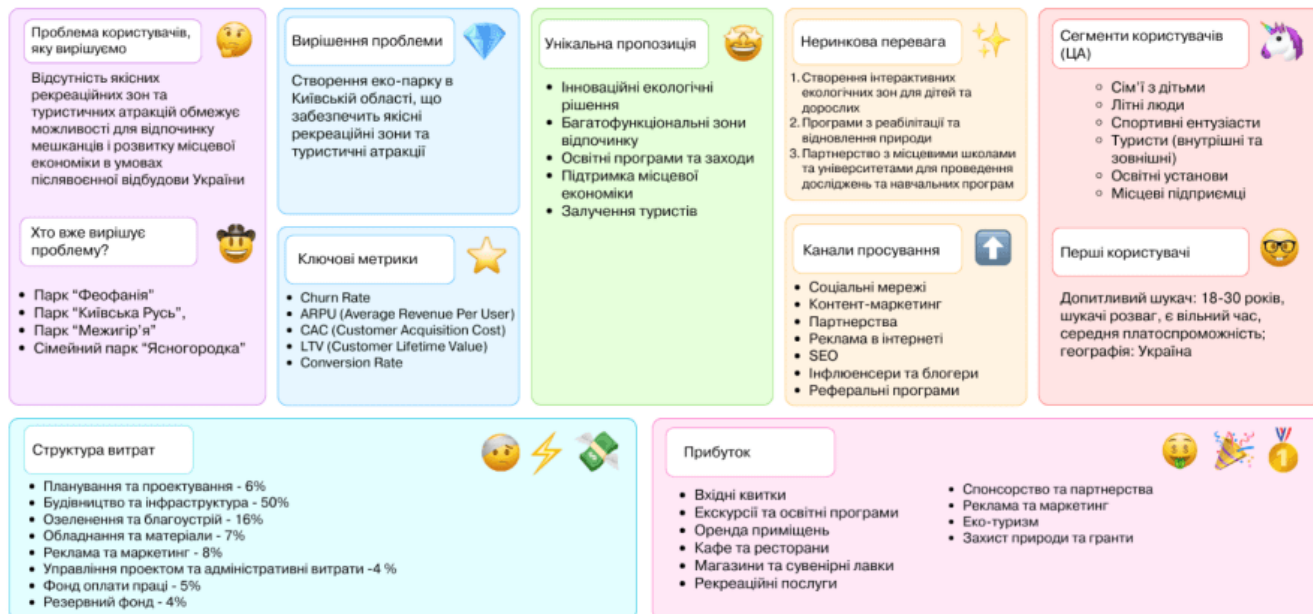 Проблема користувачів,
яку вирішуємо
Відсутність якісних
рекреаційних зон та
туристичних атракцій обмежує
можливості для відпочинку
мешканців і розвитку місцевої
економіки в умовах
післявоєнної відбудови України
Хто вже вирішує
проблему?
• Парк “Феофанія”
• Парк “Київська Русь”,
• Парк “Межигір’я”
• Сімейний парк “Ясногородка”
Вирішення проблеми
Створення еко-парку в
Київській області, що
забезпечить якісні
рекреаційні зони та
туристичні атракції
Ключові метрики
• Churn Rate
• ARPU (Average Revenue Per User)
• CAC (Customer Acquisition Cost)
• LTV (Customer Lifetime Value)
• Conversion Rate
Унікальна пропозиція
• Інноваційні екологічні
рішення
• Багатофункціональні зони
відпочинку
• Освітні програми та заходи
• Підтримка місцевої
економіки
• Залучення туристів
Неринкова перевага
1. Створення інтерактивних
екологічних зон для дітей та
дорослих
2. Програми з реабілітації та
відновлення природи
3. Партнерство з місцевими школами
та університетами для проведення
досліджень та навчальних програм
Канали просування
• Соціальні мережі
• Контент-маркетинг
• Партнерства
• Реклама в інтернеті
• SEO
• Інфлюенсери та блогери
• Реферальні програми
Сегменти користувачів
(ЦА)
◦ Сім’ї з дітьми
◦ Літні люди
◦ Спортивні ентузіасти
◦ Туристи (внутрішні та
зовнішні)
◦ Освітні установи
◦ Місцеві підприємці
Перші користувачі
Допитливий шукач: 18-30 років,
шукачі розваг, є вільний час,
середня платоспроможність;
географія: Україна
Структура витрат
• Планування та проектування - 6%
• Будівництво та інфраструктура - 50%
• Озеленення та благоустрій - 16%
• Обладнання та матеріали - 7%
• Реклама та маркетинг - 8%
• Управління проектом та адміністративні витрати -4 %
• Фонд оплати праці - 5%
• Резервний фонд - 4%
Прибуток
• Вхідні квитки
• Екскурсії та освітні програми
• Оренда приміщень
• Кафе та ресторани
• Магазини та сувенірні лавки
• Рекреаційні послуги
• Спонсорство та партнерства
• Реклама та маркетинг
• Еко-туризм
• Захист природи та гранти